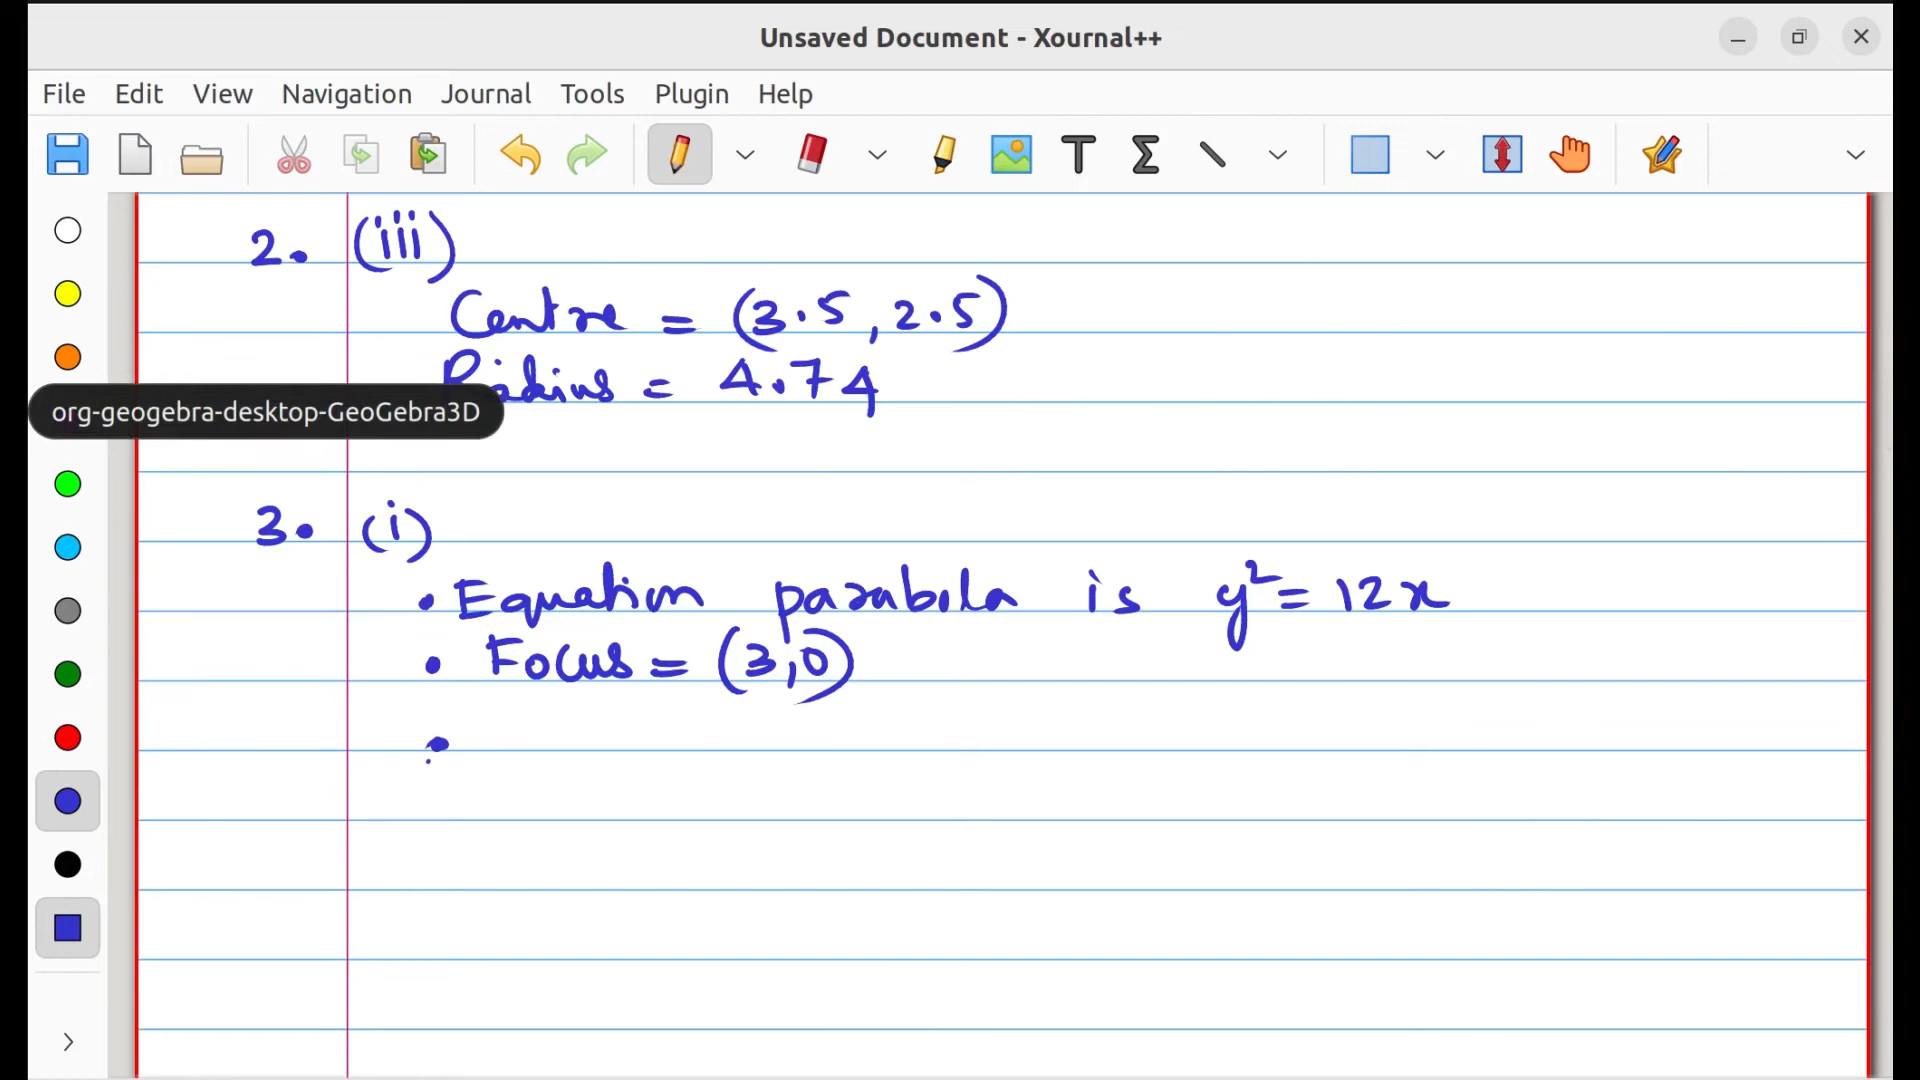 Unsaved Document - Xournal++
File Edit View Navigation Journal Tools Plugin Help
2. (iii)
Centre = (3.5, 2.5)
Radius = 4.74
org-geogebra-desktop-GeoGebra3D
3. (i)
• Equation parabola is y²= 12x
• Focus = (3,0)
•